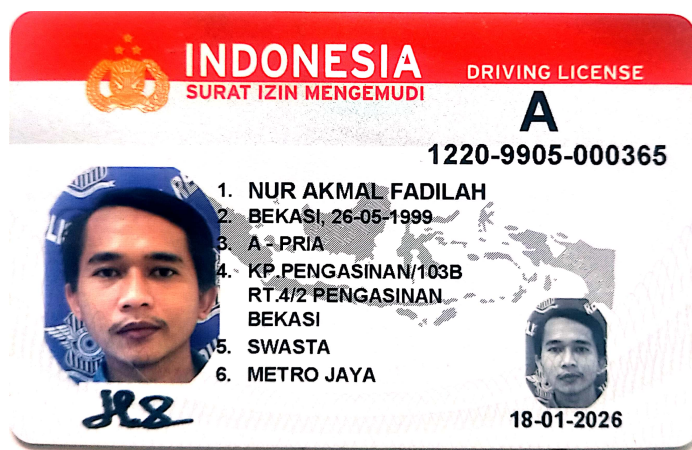 INDONESIA
SURAT IZIN MENGEMUDI
DRIVING LICENSE
A
1220-9905-000365
1. NUR AKMAL FADILAH
2. BEKASI, 26-05-1999
3. A - PRIA
4. KP.PENGASINAN/103B
RT.4/2 PENGASINAN
BEKASI
5. SWASTA
6. METRO JAYA
18-01-2026